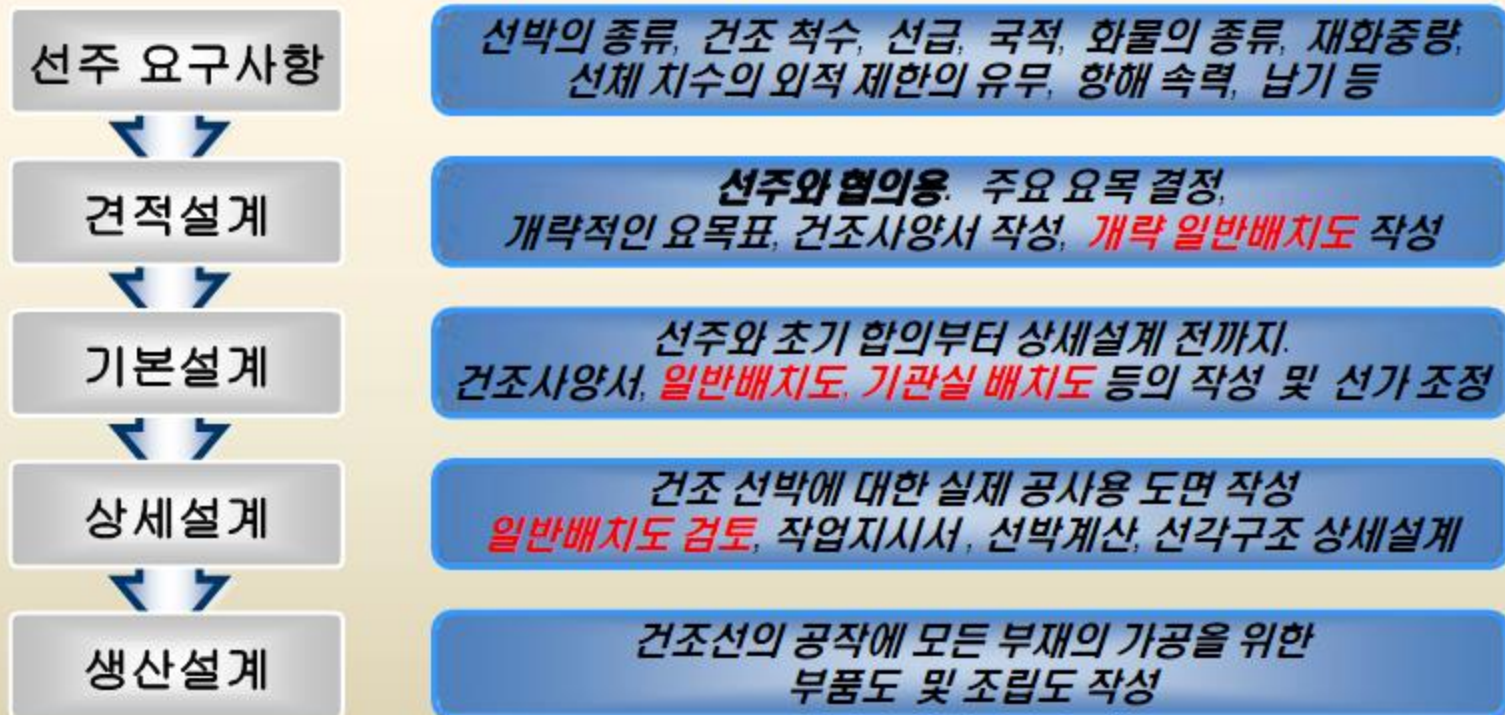 선주 요구사항
선박의 종류, 건조 척수, 선급, 국적, 화물의 종류, 재화중량,
선체 치수의 외적 제한의 유무, 항해 속력, 납기 등
견적설계
선주와 협의용. 주요 요목 결정,
개략적인 요목표, 건조사양서 작성, 개략 일반배치도 작성
기본설계
선주와 초기 합의부터 상세설계 전까지.
건조사양서, 일반배치도, 기관실 배치도 등의 작성 및 선가 조정
상세설계
건조 선박에 대한 실제 공사용 도면 작성
일반배치도 검토, 작업지시서, 선박계산, 선각구조 상세설계
생산설계
건조선의 공작에 모든 부재의 가공을 위한
부품도 및 조립도 작성